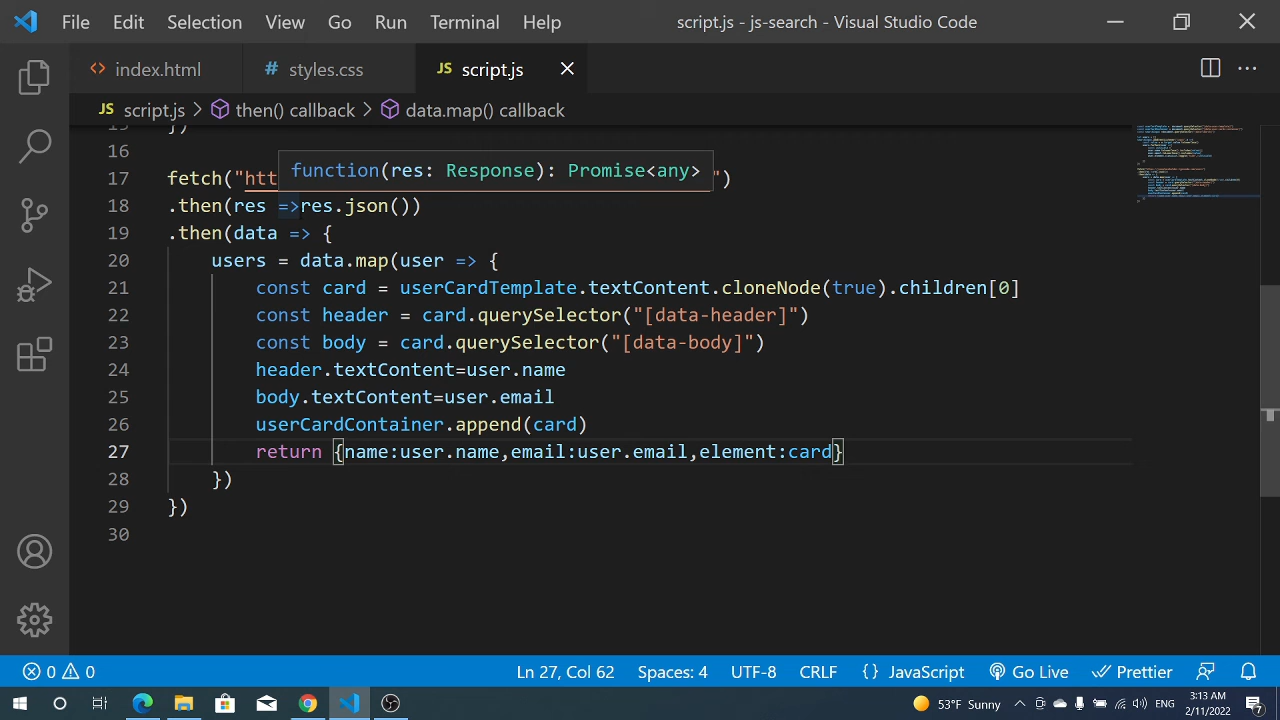 File Edit Selection View Go Run Terminal Help script.js - js-search - Visual Studio Code
index.html # styles.css JS script.js
JS script.js > then() callback > data.map() callback
15 })
16
function(res: Response): Promise<any>
17 fetch("htt ")
18 .then(res =>res.json())
19 .then(data => {
20 users = data.map(user => {
21 const card = userCardTemplate.textContent.cloneNode(true).children[0]
22 const header = card.querySelector("[data-header]")
23 const body = card.querySelector("[data-body]")
24 header.textContent=user.name
25 body.textContent=user.email
26 userCardContainer.append(card)
27 return {name:user.name,email:user.email,element:card}
28 })
29 })
30
0 0 Ln 27, Col 62 Spaces: 4 UTF-8 CRLF {} JavaScript Go Live Prettier
53°F Sunny ENG 3:13 AM 2/11/2022 7